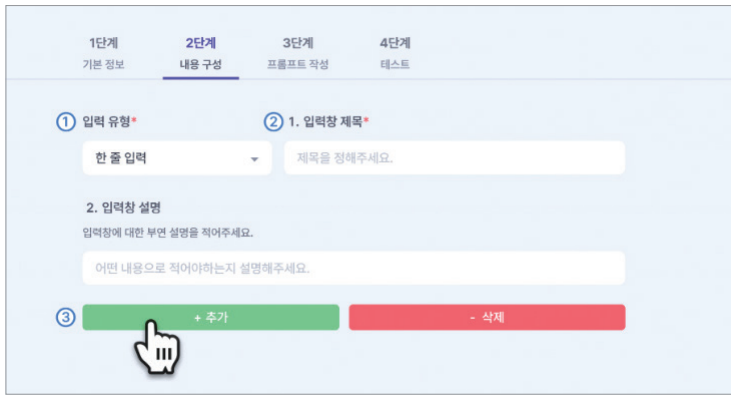 1단계 2단계 3단계 4단계
기본 정보 내용 구성 프롬프트 작성 테스트
① 입력 유형* ② 1. 입력창 제목*
한 줄 입력 제목을 정해주세요.
2. 입력창 설명
입력창에 대한 부연 설명을 적어주세요.
어떤 내용으로 적어야하는지 설명해주세요.
③ + 추가 - 삭제